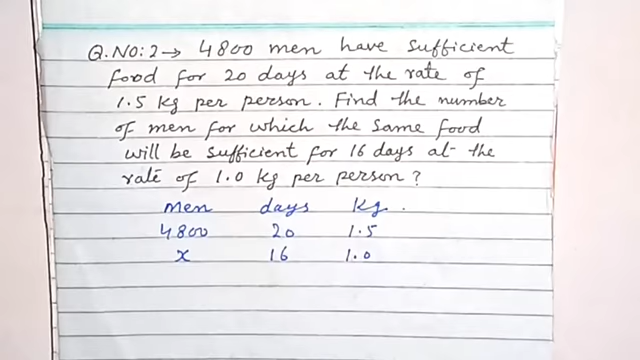 Q.NO:2→ 4800 men have sufficient
food for 20 days at the rate of
1.5 Kg per person. Find the number
of men for which the same food
will be sufficient for 16 days at the
rate of 1.0 Kg per person?
men days Kg.
4800 20 1.5
x 16 1.0